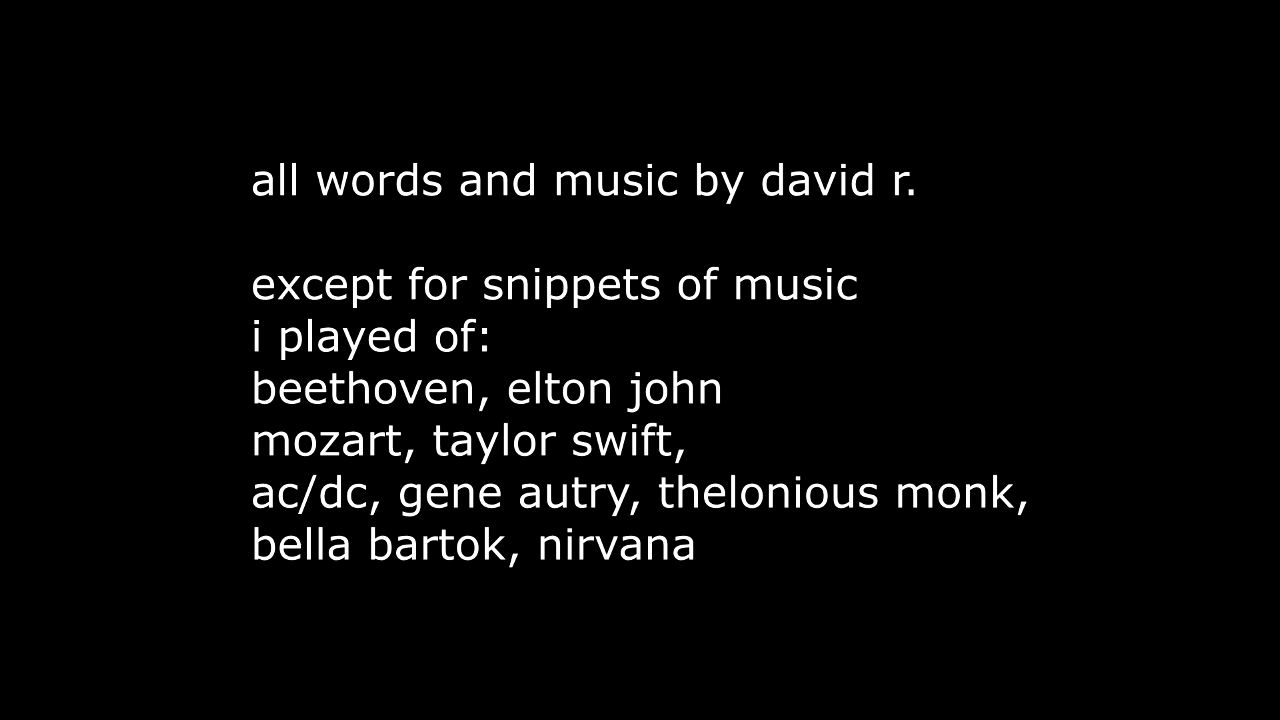 all words and music by david r.
except for snippets of music
i played of:
beethoven, elton john
mozart, taylor swift,
ac/dc, gene autry, thelonious monk,
bella bartok, nirvana